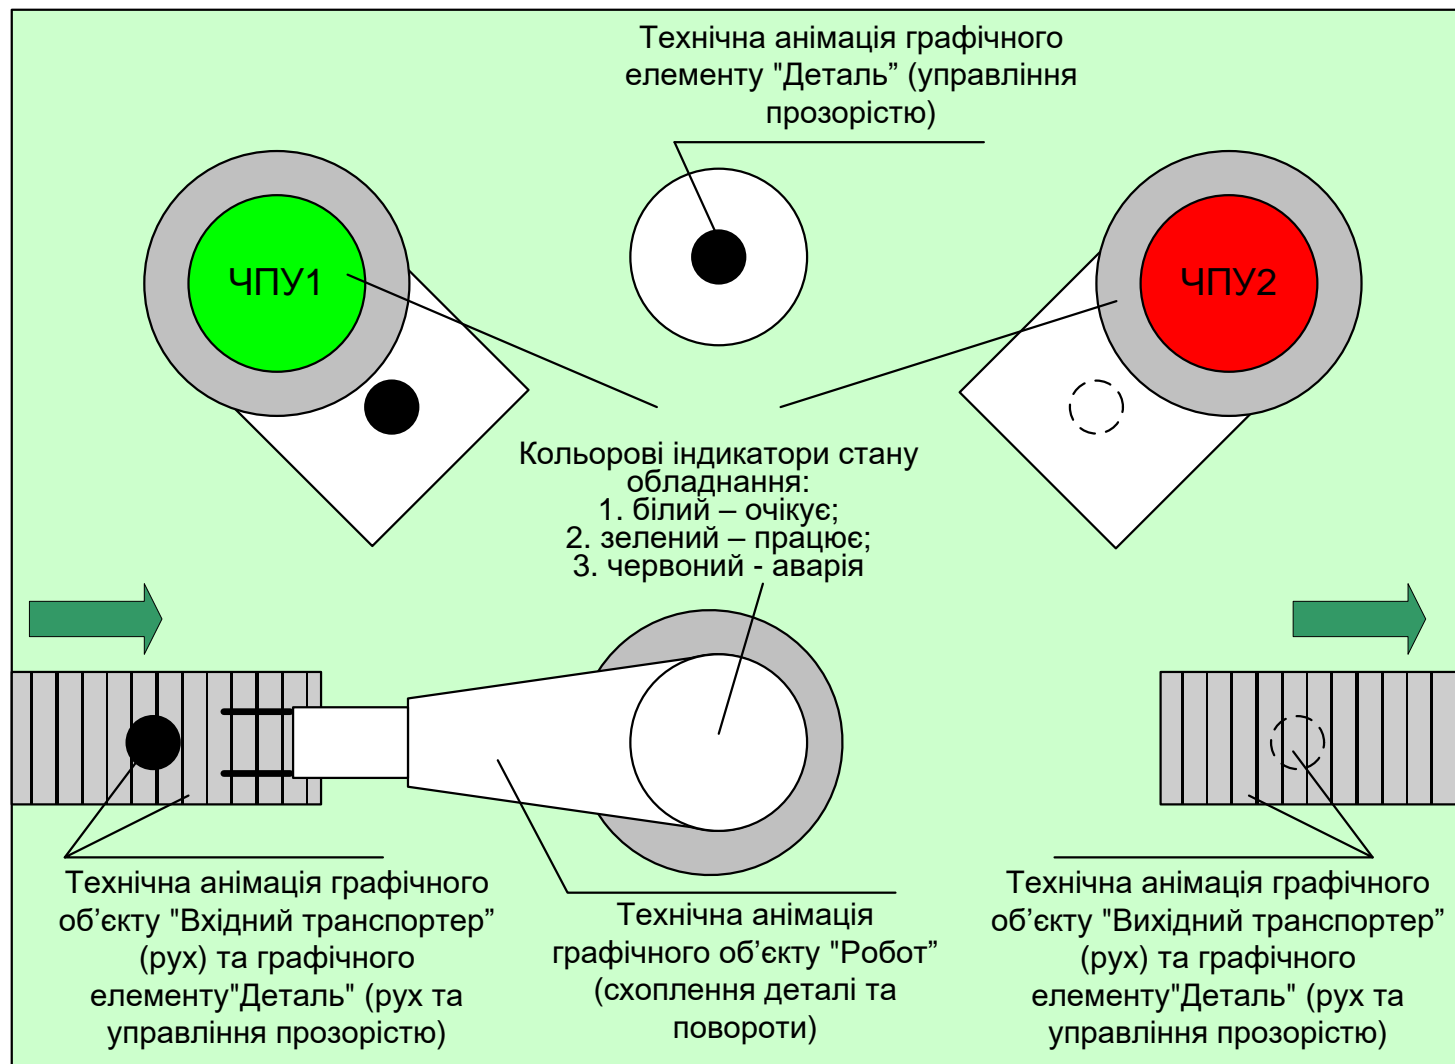 Технічна анімація графічного
елементу "Деталь” (управління
прозорістю)
ЧПУ1
ЧПУ2
Кольорові індикатори стану
обладнання:
1. білий – очікує;
2. зелений – працює;
3. червоний - аварія
Технічна анімація графічного
об’єкту "Вхідний транспортер”
(рух) та графічного
елементу"Деталь" (рух та
управління прозорістю)
Технічна анімація
графічного об’єкту "Робот”
(схоплення деталі та
повороти)
Технічна анімація графічного
об’єкту "Вихідний транспортер”
(рух) та графічного
елементу"Деталь" (рух та
управління прозорістю)